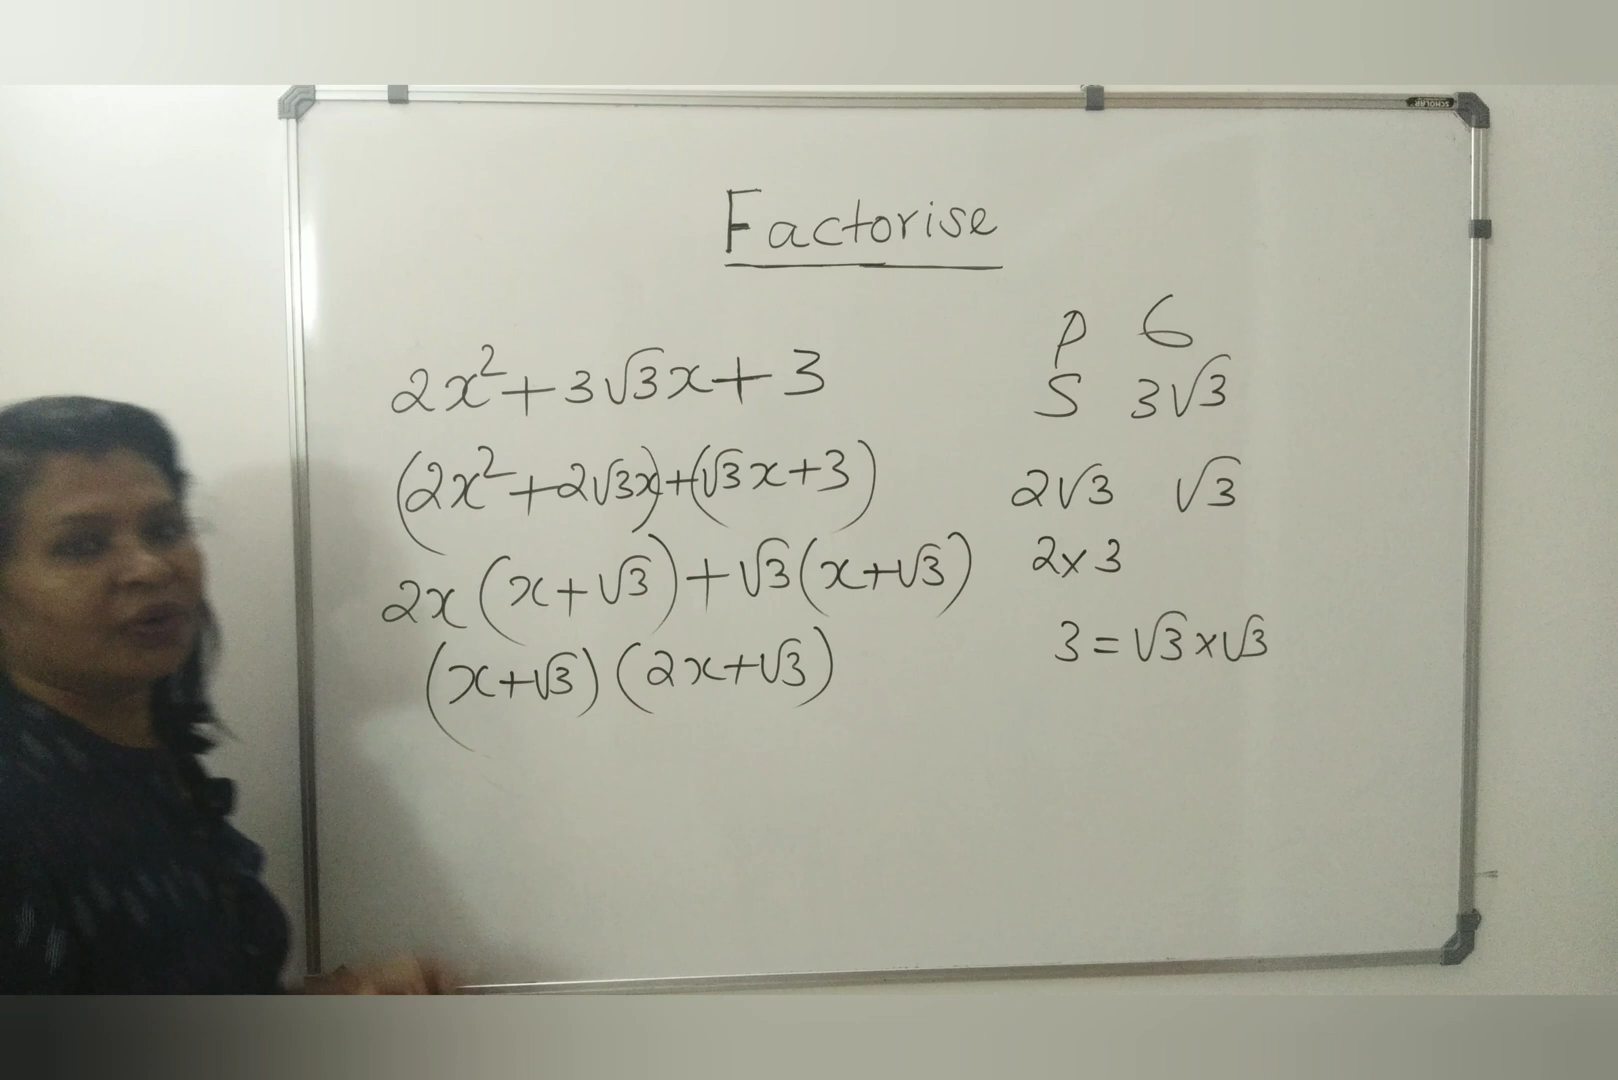 SCHOLAR
Factorise
2x²+3√3x+3
(2x²+2√3x)+(√3x+3)
2x(x+√3)+√3(x+√3)
(x+√3)(2x+√3)
P 6
S 3√3
2√3 √3
2×3
3=√3×√3